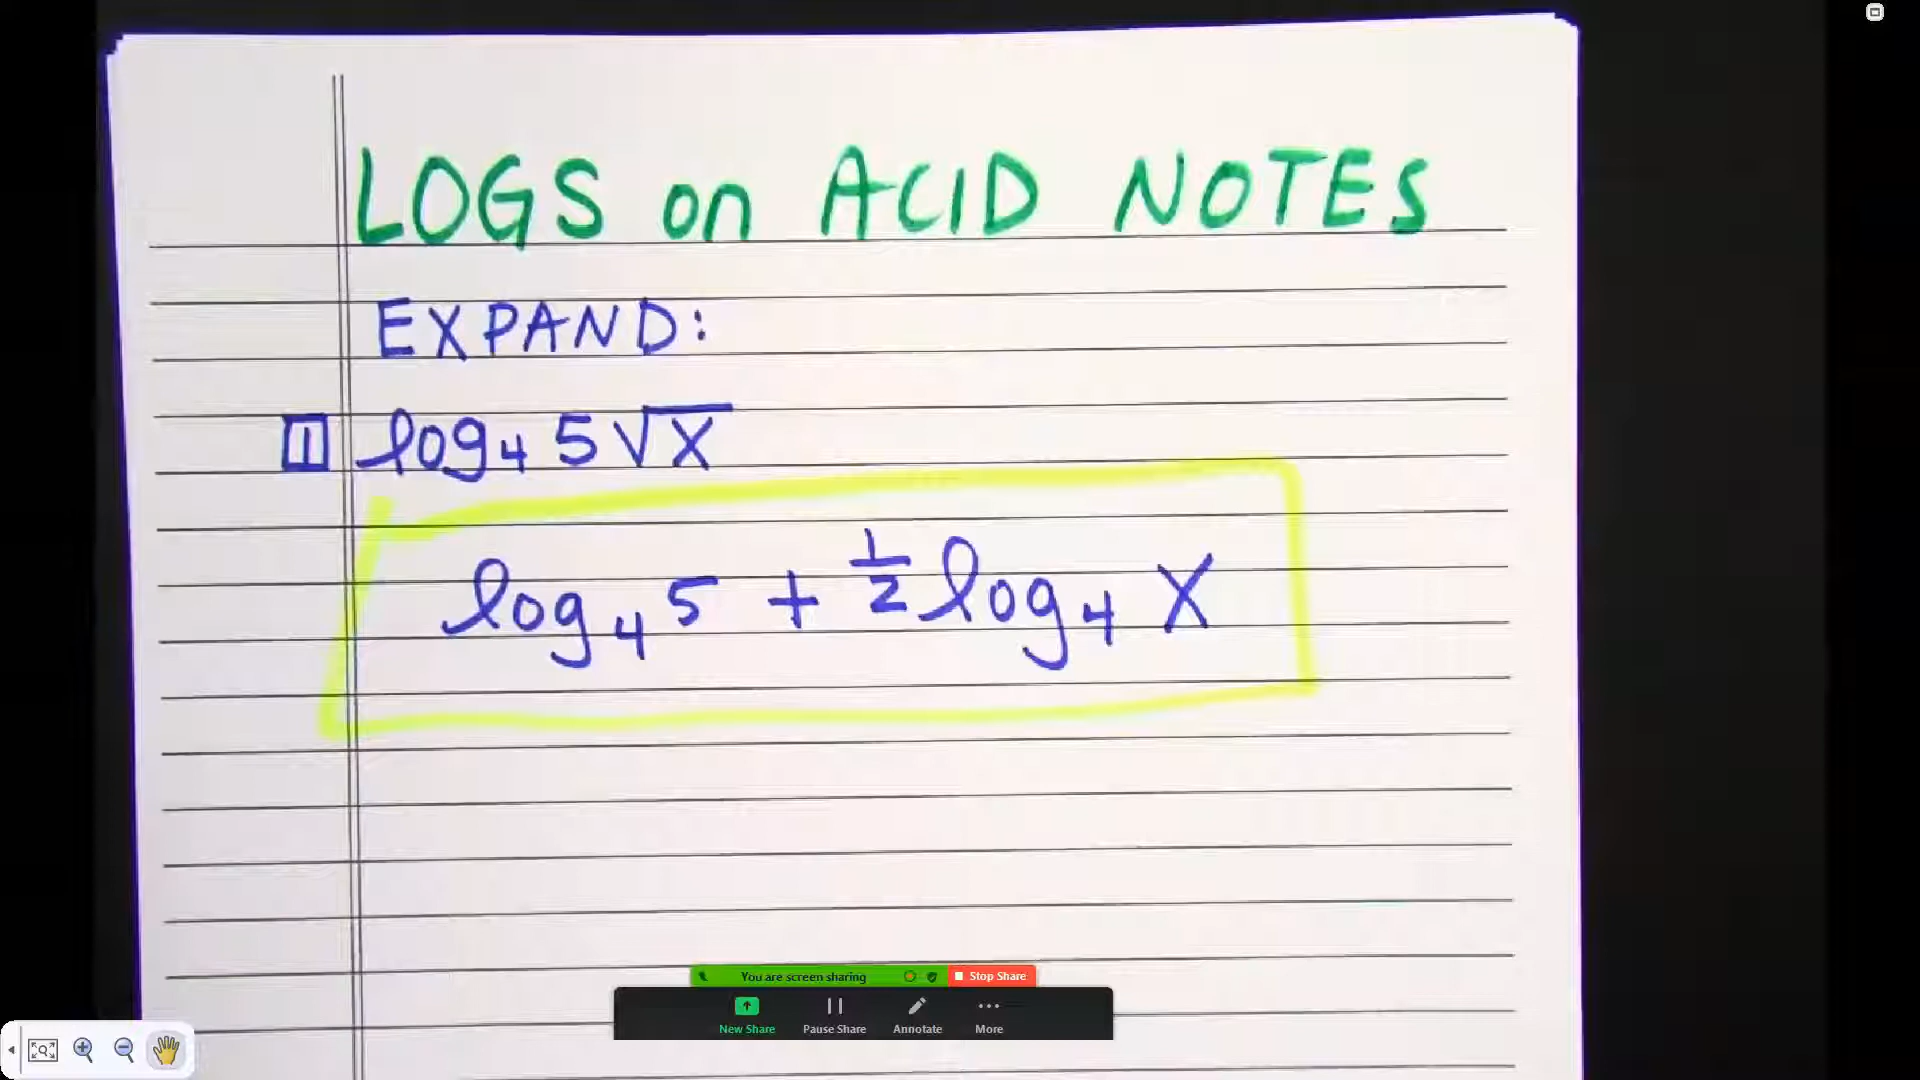 LOGS on ACID NOTES
EXPAND:
1 log₄ 5√x
log₄ 5 + ½ log₄ x
You are screen sharing Stop Share
New Share Pause Share Annotate More